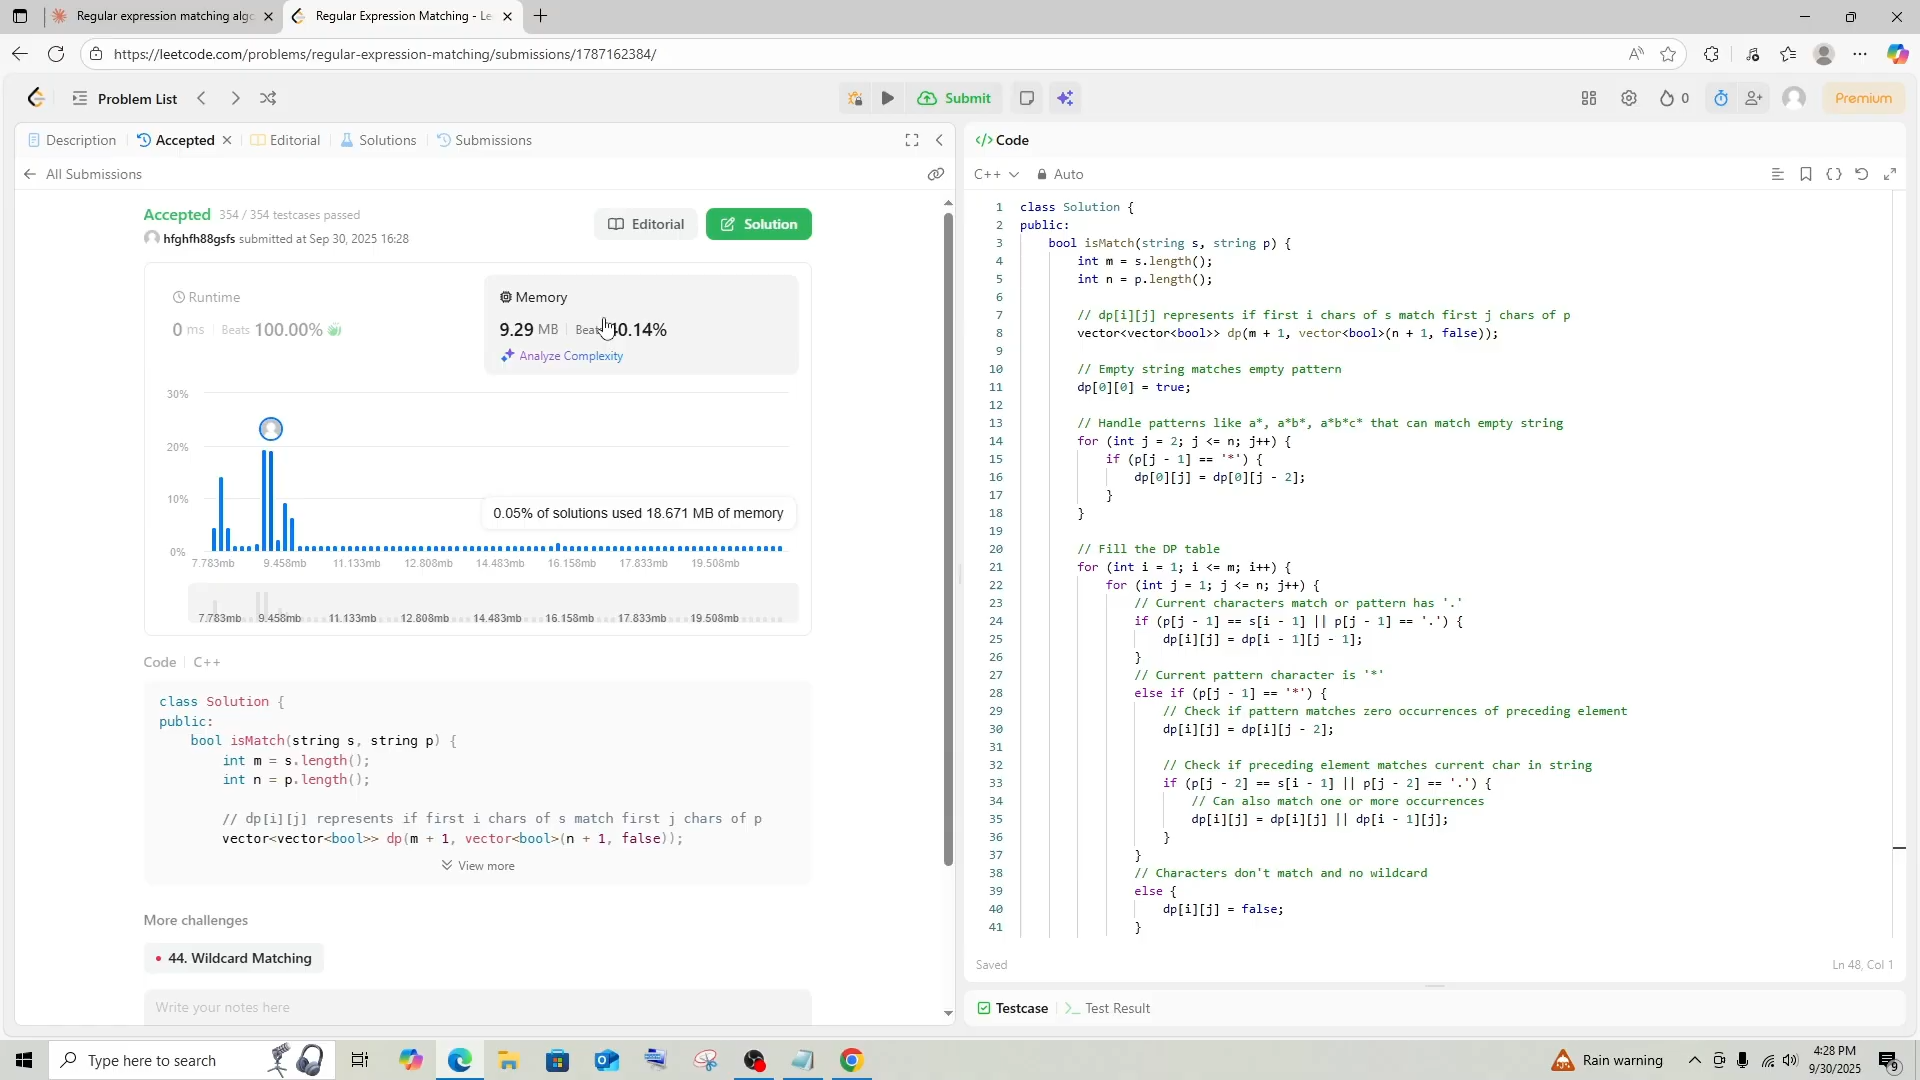 Regular expression matching algo
Regular Expression Matching - Le
https://leetcode.com/problems/regular-expression-matching/submissions/1787162384/
Problem List
Submit
0
Premium
Description
Accepted
Editorial
Solutions
Submissions
All Submissions
Accepted 354 / 354 testcases passed
hfghfh88gsfs submitted at Sep 30, 2025 16:28
Editorial
Solution
Runtime
0 ms Beats 100.00%
Memory
9.29 MB
Analyze Complexity
30%
20%
10%
0%
0.05% of solutions used 18.671 MB of memory
7.783mb 9.458mb 11.133mb 12.808mb 14.483mb 16.158mb 17.833mb 19.508mb
7.783mb 9.458mb 11.133mb 12.808mb 14.483mb 16.158mb 17.833mb 19.508mb
Code C++
class Solution {
public:
bool isMatch(string s, string p) {
int m = s.length();
int n = p.length();
// dp[i][j] represents if first i chars of s match first j chars of p
vector<vector<bool>> dp(m + 1, vector<bool>(n + 1, false));
View more
More challenges
44. Wildcard Matching
Write your notes here
</> Code
C++ Auto
1 class Solution {
2 public:
3 bool isMatch(string s, string p) {
4 int m = s.length();
5 int n = p.length();
6
7 // dp[i][j] represents if first i chars of s match first j chars of p
8 vector<vector<bool>> dp(m + 1, vector<bool>(n + 1, false));
9
10 // Empty string matches empty pattern
11 dp[0][0] = true;
12
13 // Handle patterns like a*, a*b*, a*b*c* that can match empty string
14 for (int j = 2; j <= n; j++) {
15 if (p[j - 1] == '*') {
16 dp[0][j] = dp[0][j - 2];
17 }
18 }
19
20 // Fill the DP table
21 for (int i = 1; i <= m; i++) {
22 for (int j = 1; j <= n; j++) {
23 // Current characters match or pattern has '.'
24 if (p[j - 1] == s[i - 1] || p[j - 1] == '.') {
25 dp[i][j] = dp[i - 1][j - 1];
26 }
27 // Current pattern character is '*'
28 else if (p[j - 1] == '*') {
29 // Check if pattern matches zero occurrences of preceding element
30 dp[i][j] = dp[i][j - 2];
31
32 // Check if preceding element matches current char in string
33 if (p[j - 2] == s[i - 1] || p[j - 2] == '.') {
34 // Can also match one or more occurrences
35 dp[i][j] = dp[i][j] || dp[i - 1][j];
36 }
37 }
38 // Characters don't match and no wildcard
39 else {
40 dp[i][j] = false;
41 }
Saved
Ln 48, Col 1
Testcase
Test Result
Type here to search
Rain warning
4:28 PM
9/30/2025
9